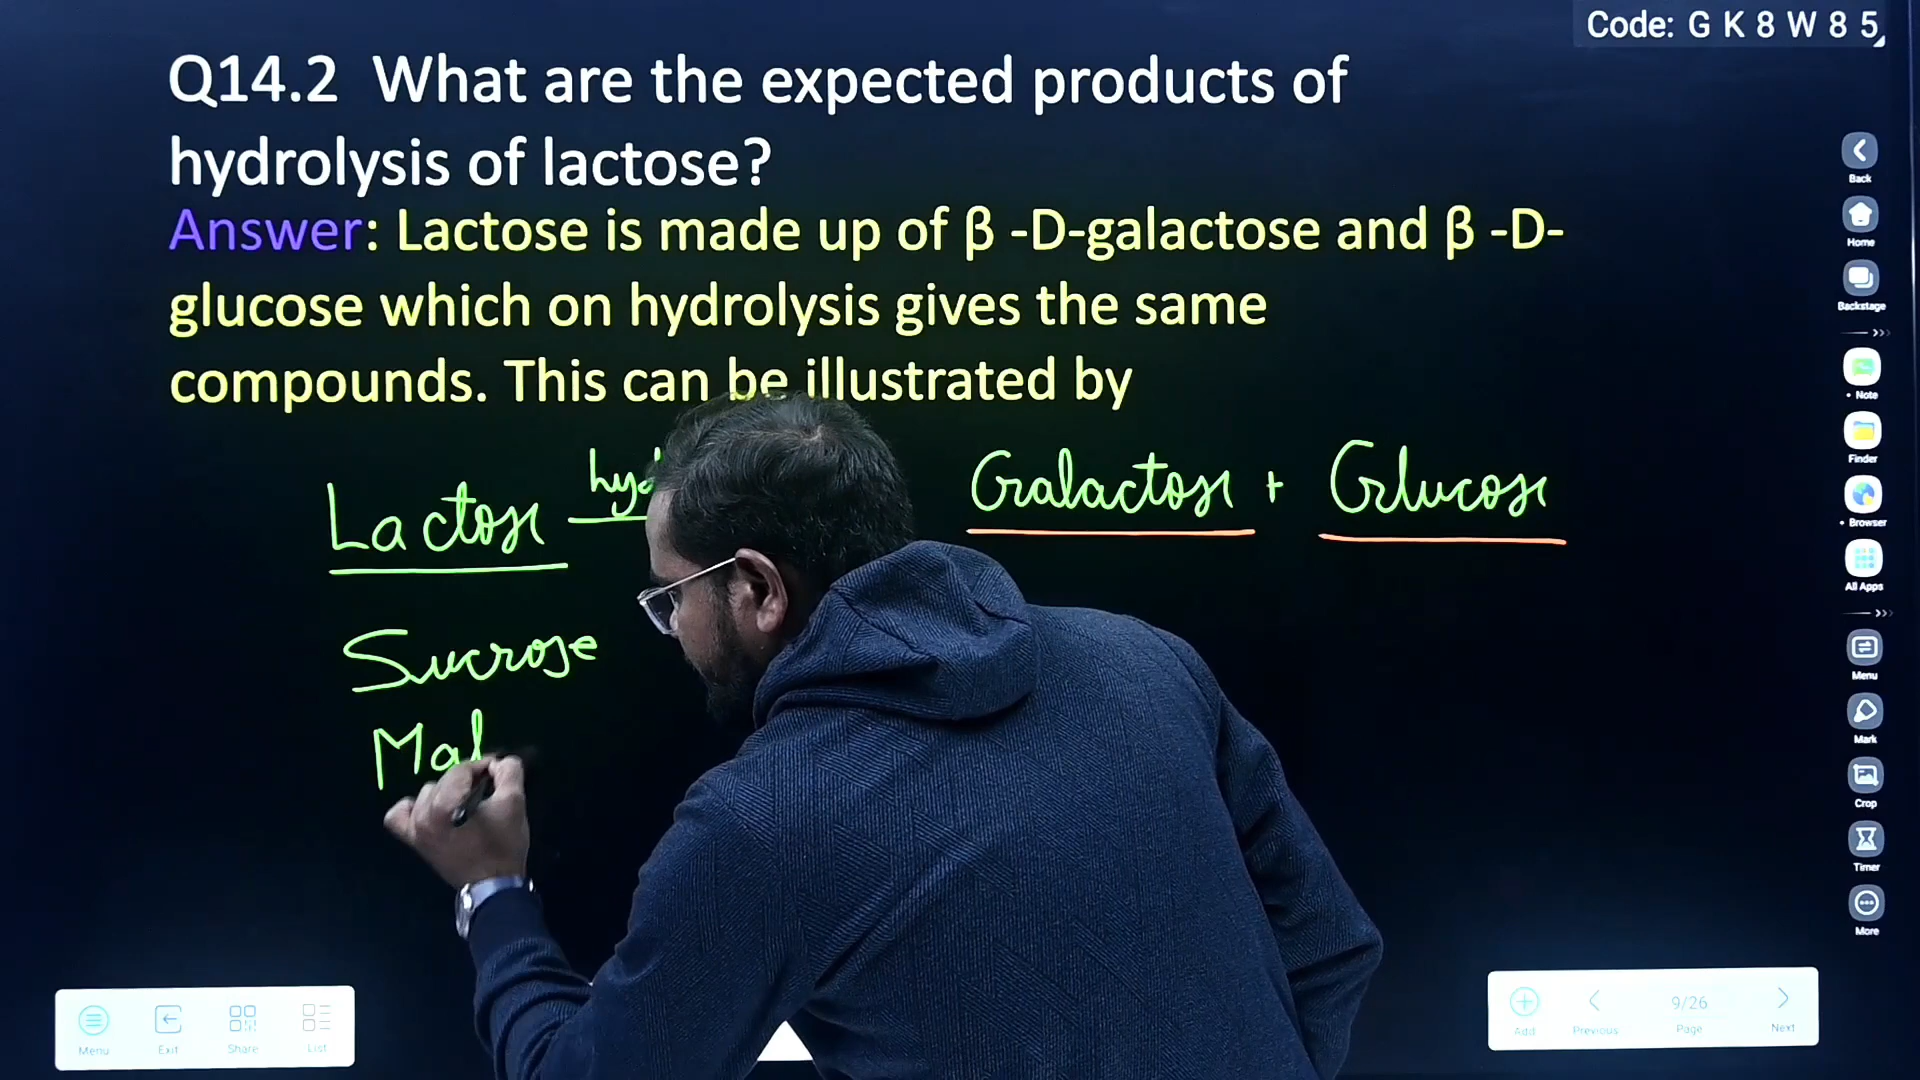 Code: G K 8 W 8 5
Q14.2 What are the expected products of
hydrolysis of lactose?
Answer: Lactose is made up of β -D-galactose and β -D-
glucose which on hydrolysis gives the same
compounds. This can be illustrated by
Lactose hyd Galactose + Glucose
Sucrose
Mal
Back
Home
Backstage
Note
Finder
Browser
All Apps
Menu
Mark
Crop
Timer
More
Menu Exit Share List
9/26
Add Previous Page Next